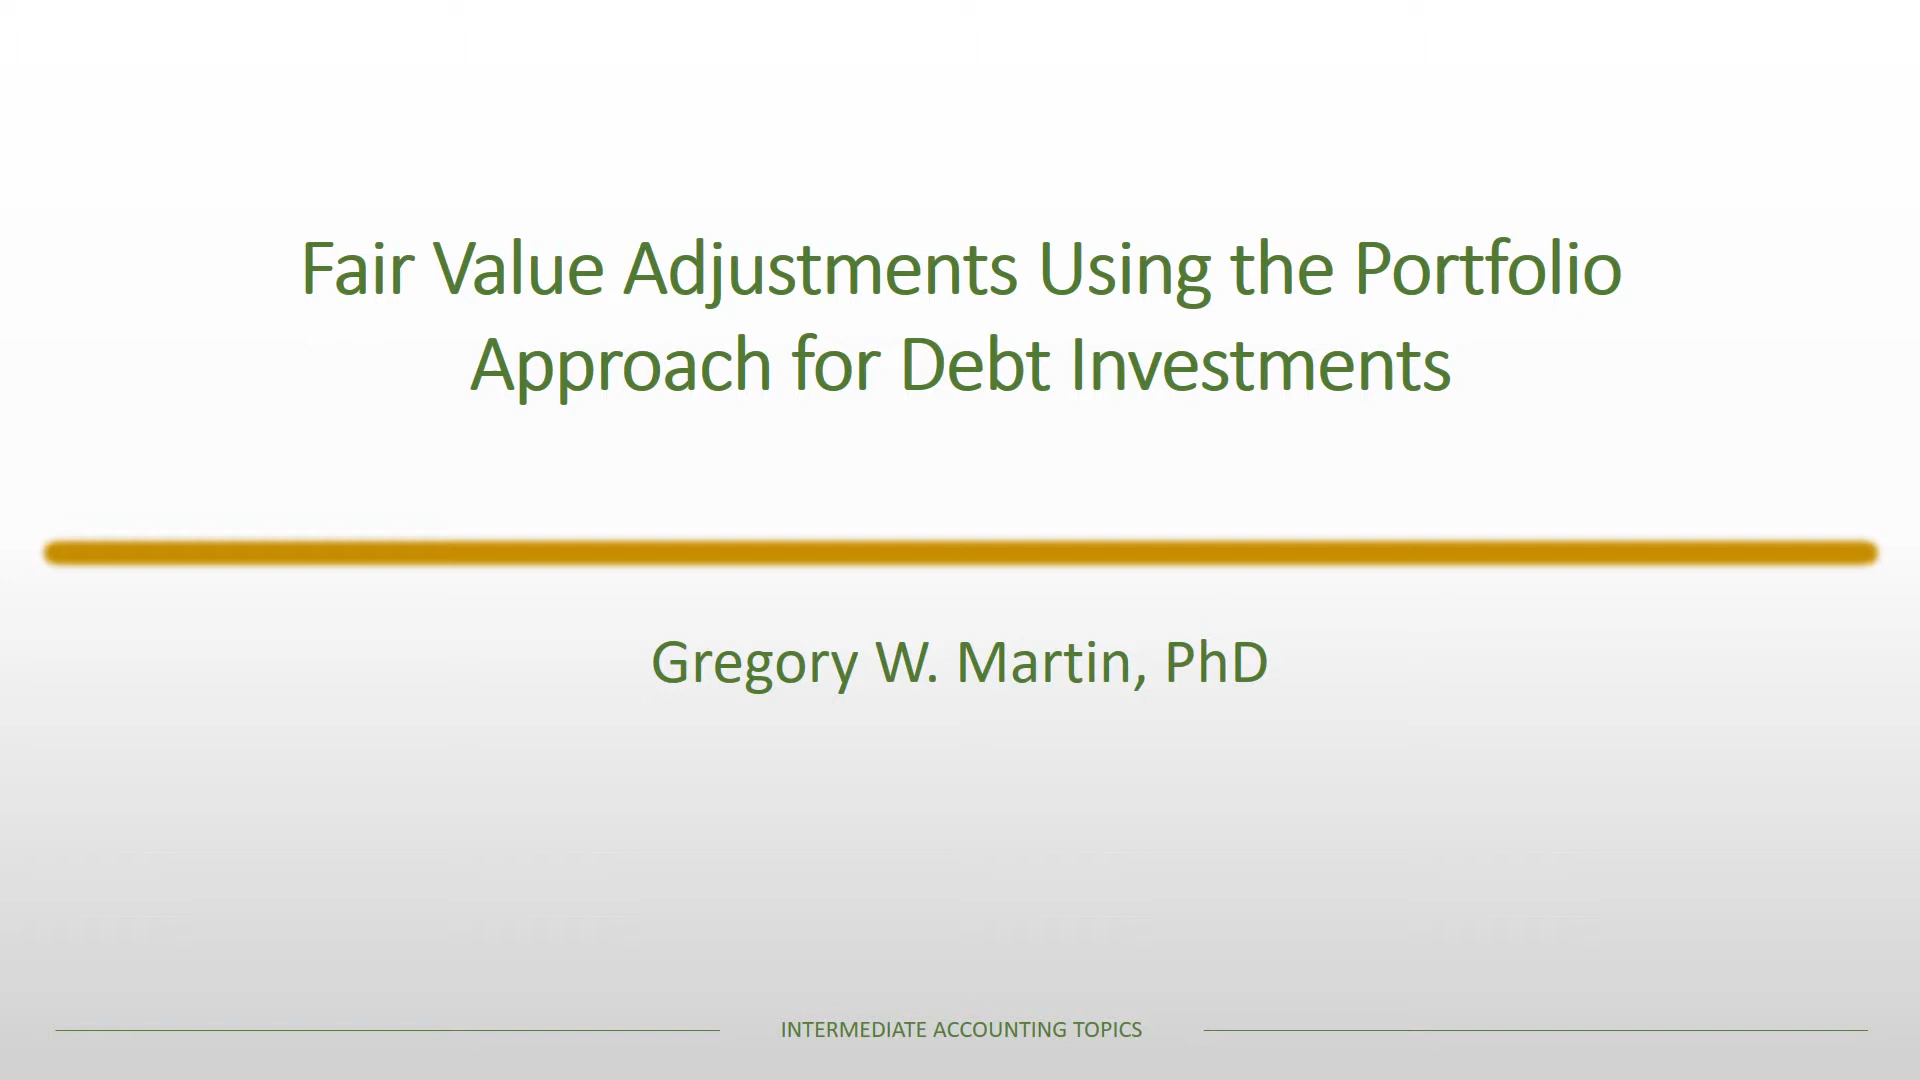 Fair Value Adjustments Using the Portfolio
Approach for Debt Investments
Gregory W. Martin, PhD
INTERMEDIATE ACCOUNTING TOPICS